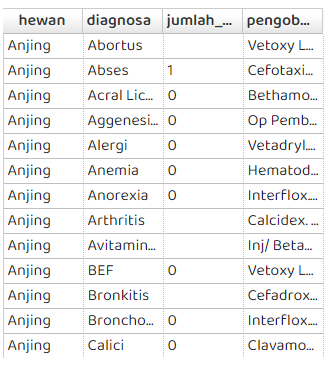 hewan diagnosa jumlah_... pengob...
Anjing Abortus Vetoxy L...
Anjing Abses 1 Cefotaxi...
Anjing Acral Lic... 0 Bethamo...
Anjing Aggenesi... 0 Op Pemb...
Anjing Alergi 0 Vetadryl....
Anjing Anemia 0 Hematod...
Anjing Anorexia 0 Interflox....
Anjing Arthritis Calcidex. ...
Anjing Avitamin... Inj/ Beta...
Anjing BEF 0 Vetoxy L...
Anjing Bronkitis Cefadrox...
Anjing Broncho... 0 Interflox....
Anjing Calici 0 Clavamo...